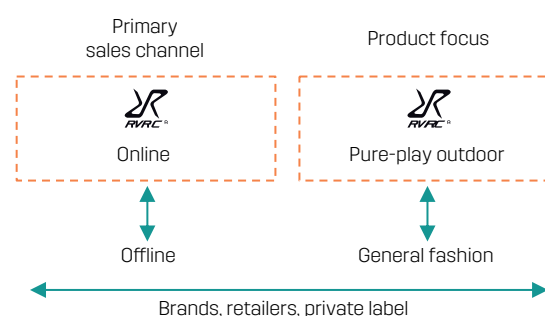 Primary
sales channel
Product focus
RVRC®
RVRC®
Online
Pure-play outdoor
Offline
General fashion
Brands, retailers, private label